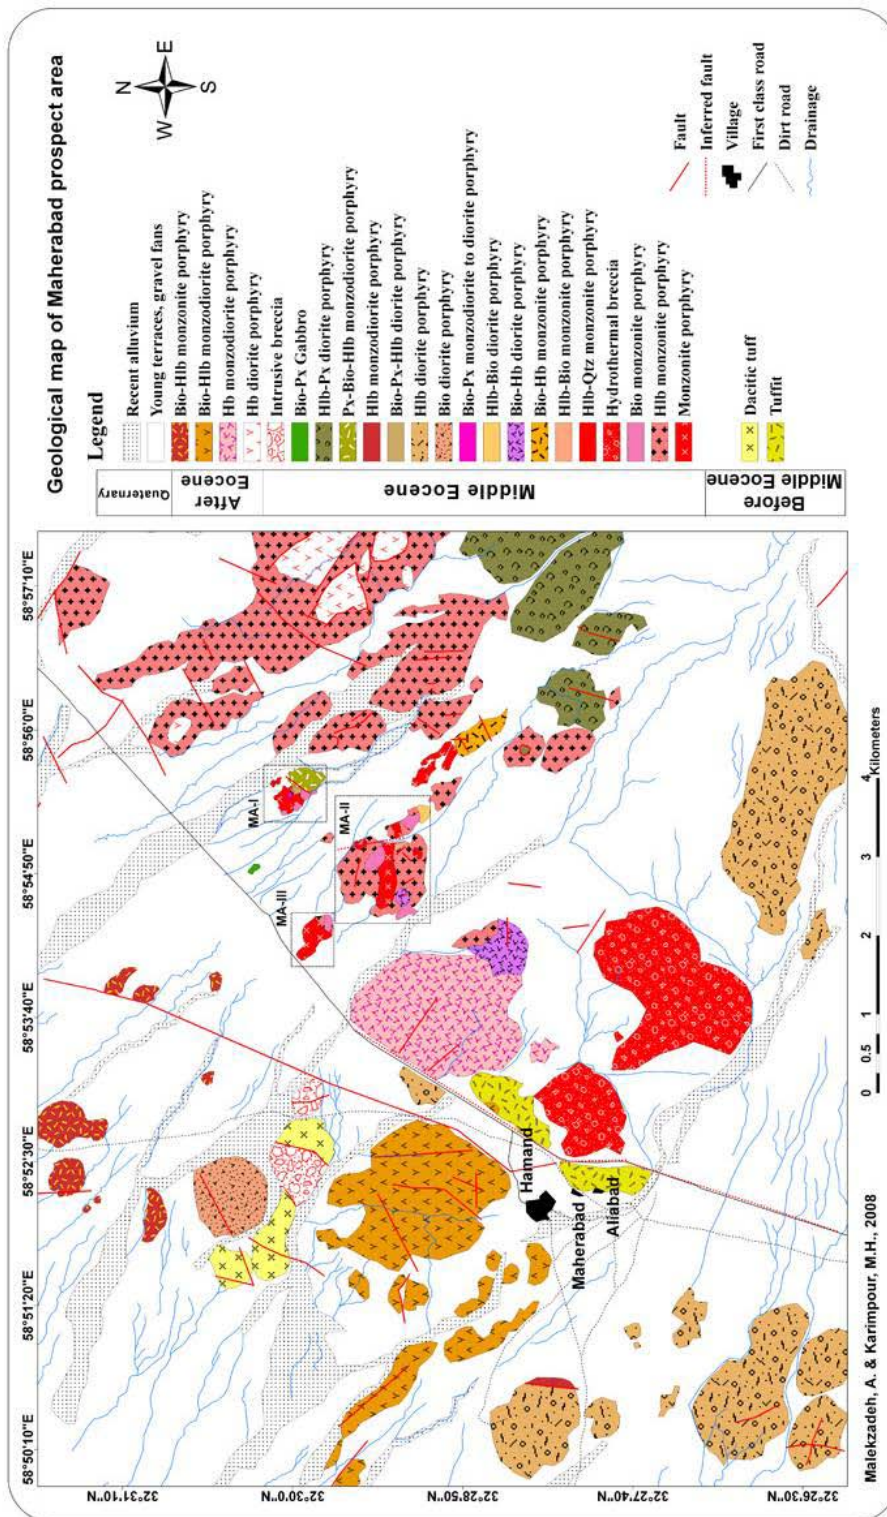 Geological map of Maherabad prospect area
N
W
E
S
58°50'10"E
58°51'20"E
58°52'30"E
58°53'40"E
58°54'50"E
58°56'0"E
58°57'10"E
32°31'10"N
32°30'0"N
32°28'50"N
32°27'40"N
32°26'30"N
MA-III
MA-I
MA-II
Hamand
Maherabad
Aliabad
Legend
Quaternary
After Eocene
Middle Eocene
Before Middle Eocene
Recent alluvium
Young terraces, gravel fans
Bio-Hlb monzonite porphyry
Bio-Hlb monzodiorite porphyry
Hb monzodiorite porphyry
Hb diorite porphyry
Intrusive breccia
Bio-Px Gabbro
Hlb-Px diorite porphyry
Px-Bio-Hlb monzodiorite porphyry
Hlb monzodiorite porphyry
Bio-Px-Hlb diorite porphyry
Hlb diorite porphyry
Bio diorite porphyry
Bio-Px monzodiorite to diorite porphyry
Hlb-Bio diorite porphyry
Bio-Hb diorite porphyry
Bio-Hb monzonite porphyry
Hlb-Bio monzonite porphyry
Hlb-Qtz monzonite porphyry
Hydrothermal breccia
Bio monzonite porphyry
Hlb monzonite porphyry
Monzonite porphyry
Dacitic tuff
Tuffit
Fault
Inferred fault
Village
First class road
Dirt road
Drainage
Malekzadeh, A. & Karimpour, M.H., 2008
0 0.5 1 2 3 4
Kilometers